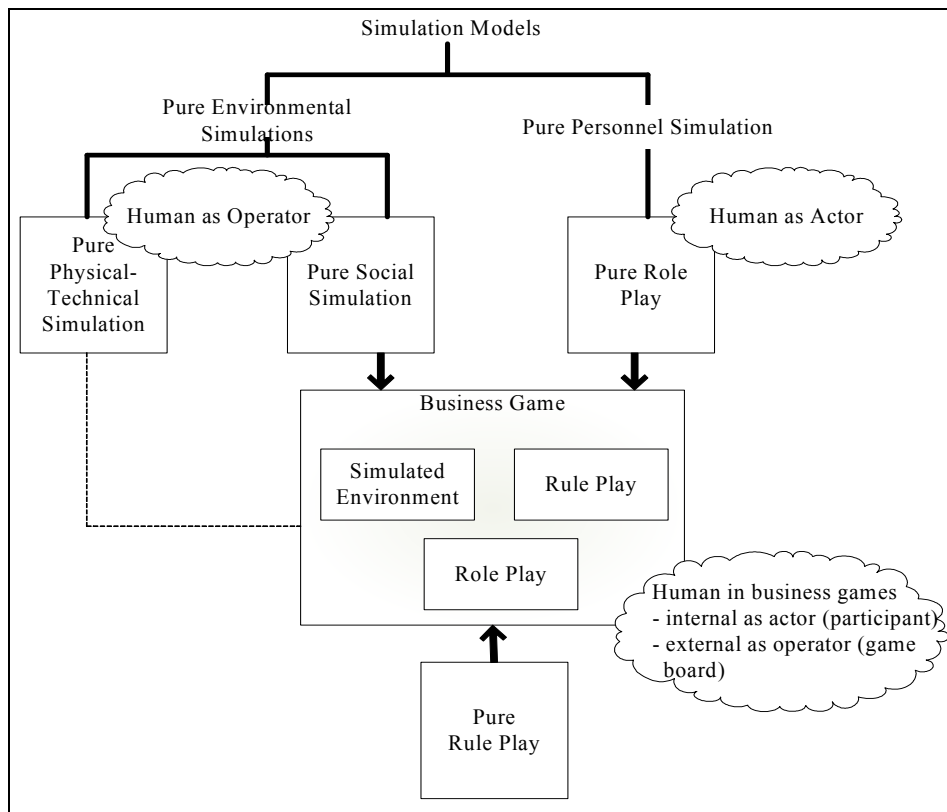 Simulation Models
Pure Environmental
Simulations
Pure Personnel Simulation
Human as Operator
Human as Actor
Pure
Physical-
Technical
Simulation
Pure Social
Simulation
Pure Role
Play
Business Game
Simulated
Environment
Rule Play
Role Play
Human in business games
- internal as actor (participant)
- external as operator (game
board)
Pure
Rule Play